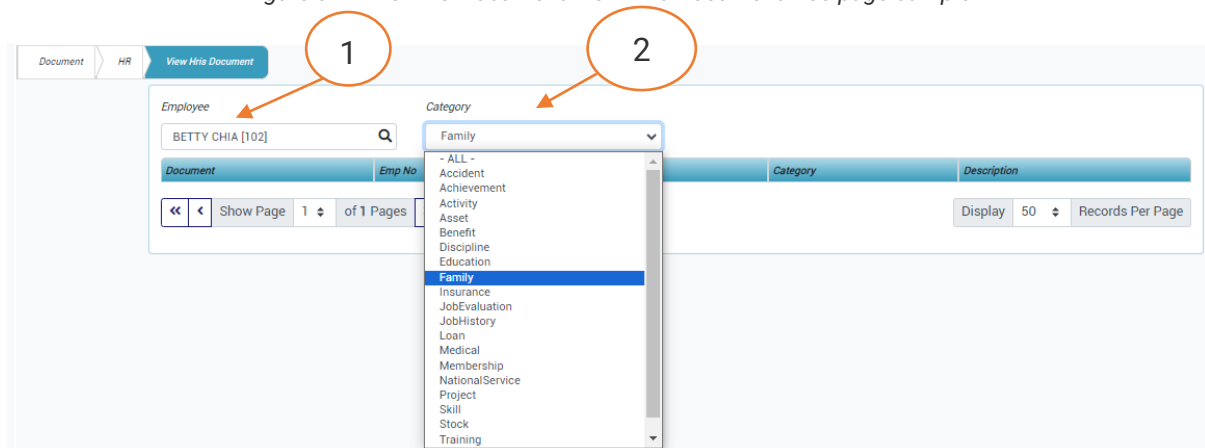 1
2
Document
HR
View Hris Document
Employee
Category
BETTY CHIA [102]
Family
Document
Emp No
Category
Description
- ALL -
Accident
Achievement
Activity
Asset
Benefit
Discipline
Education
Family
Insurance
JobEvaluation
JobHistory
Loan
Medical
Membership
NationalService
Project
Skill
Stock
Training
« ‹ Show Page 1 of 1 Pages
Display 50 Records Per Page